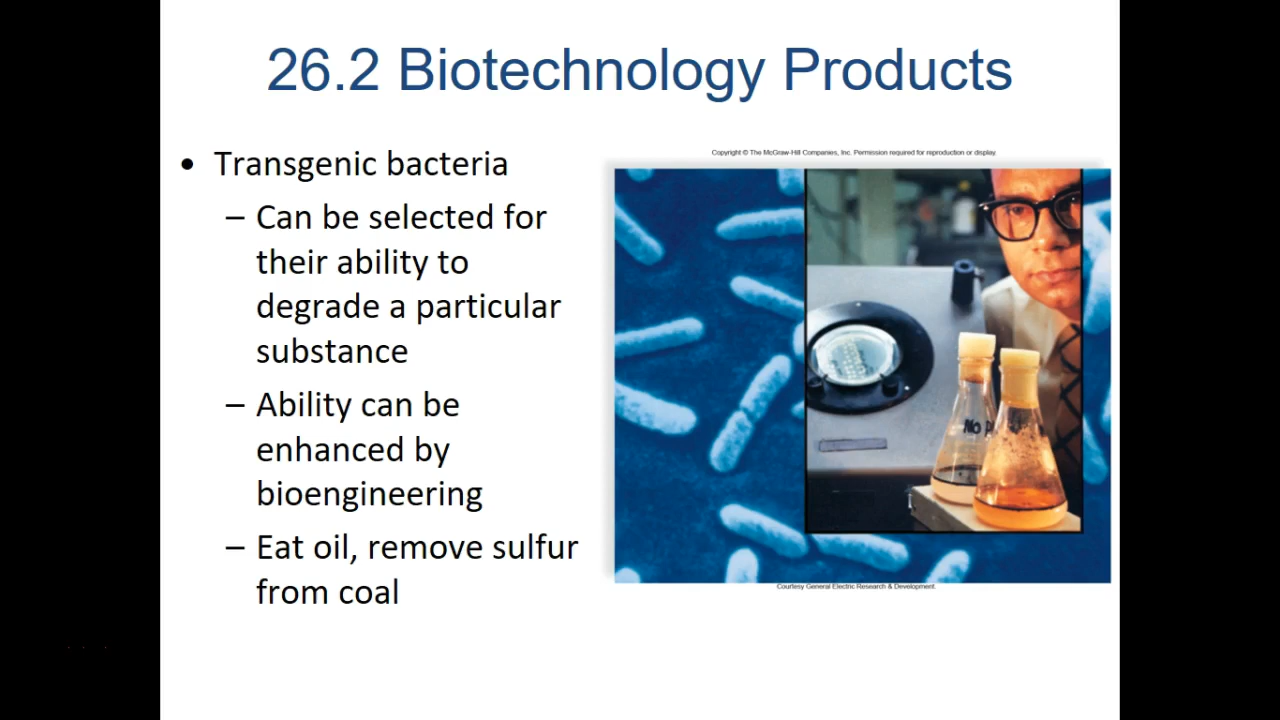 26.2 Biotechnology Products
• Transgenic bacteria
– Can be selected for
their ability to
degrade a particular
substance
– Ability can be
enhanced by
bioengineering
– Eat oil, remove sulfur
from coal
Copyright © The McGraw-Hill Companies, Inc. Permission required for reproduction or display.
No
Courtesy General Electric Research & Development.